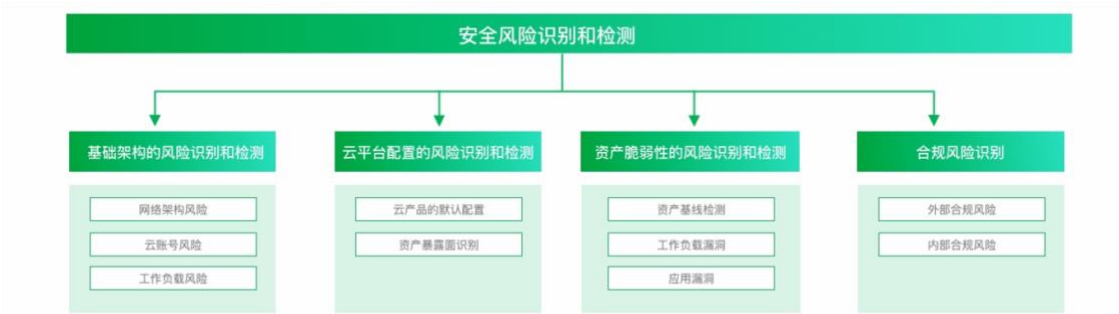 安全风险识别和检测
基础架构的风险识别和检测
云平台配置的风险识别和检测
资产脆弱性的风险识别和检测
合规风险识别
网络架构风险
云产品的默认配置
资产基线检测
外部合规风险
云账号风险
资产暴露面识别
工作负载漏洞
内部合规风险
工作负载风险
应用漏洞